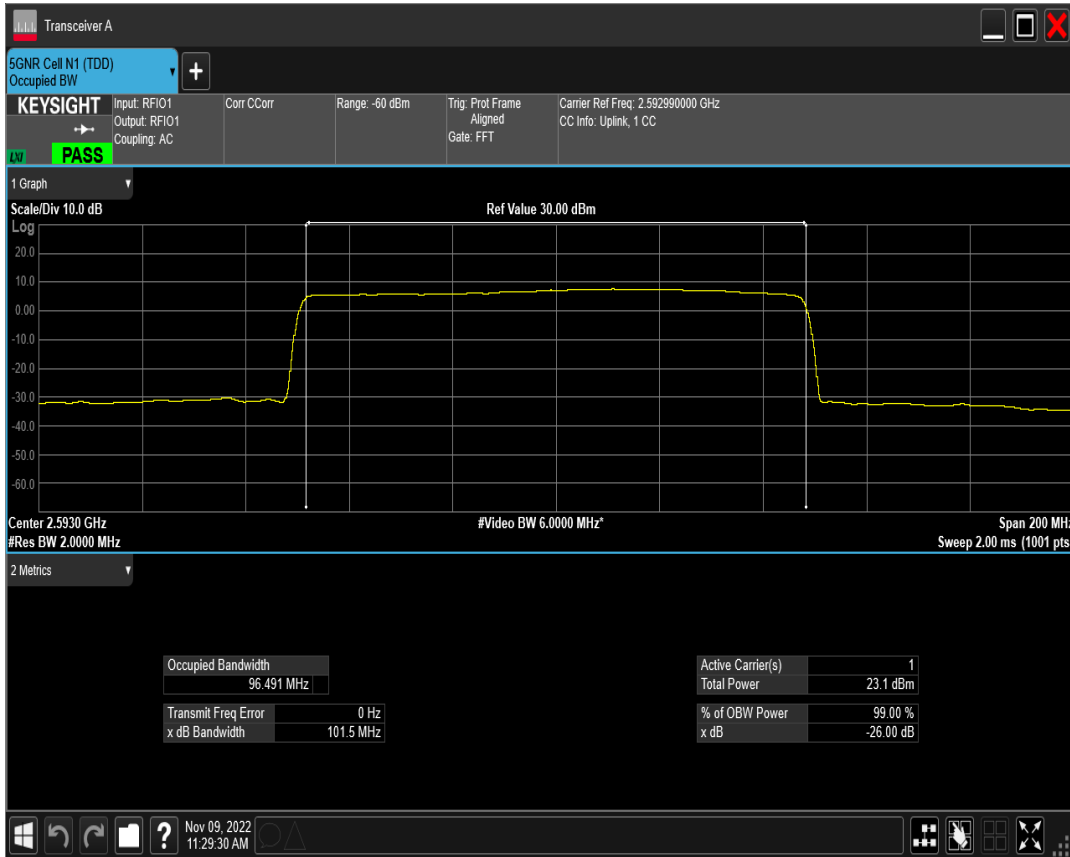 Transceiver A
5GNR Cell N1 (TDD)
Occupied BW
+
KEYSIGHT
LXI
PASS
Input: RFIO1
Output: RFIO1
Coupling: AC
Corr CCorr
Range: -60 dBm
Trig: Prot Frame
Aligned
Gate: FFT
Carrier Ref Freq: 2.592990000 GHz
CC Info: Uplink, 1 CC
1 Graph
Scale/Div 10.0 dB
Ref Value 30.00 dBm
Log
20.0
10.0
0.00
-10.0
-20.0
-30.0
-40.0
-50.0
-60.0
Center 2.5930 GHz
#Video BW 6.0000 MHz*
Span 200 MHz
#Res BW 2.0000 MHz
Sweep 2.00 ms (1001 pts
2 Metrics
Occupied Bandwidth
96.491 MHz
Transmit Freq Error 0 Hz
x dB Bandwidth 101.5 MHz
Active Carrier(s) 1
Total Power 23.1 dBm
% of OBW Power 99.00 %
x dB -26.00 dB
?
Nov 09, 2022
11:29:30 AM